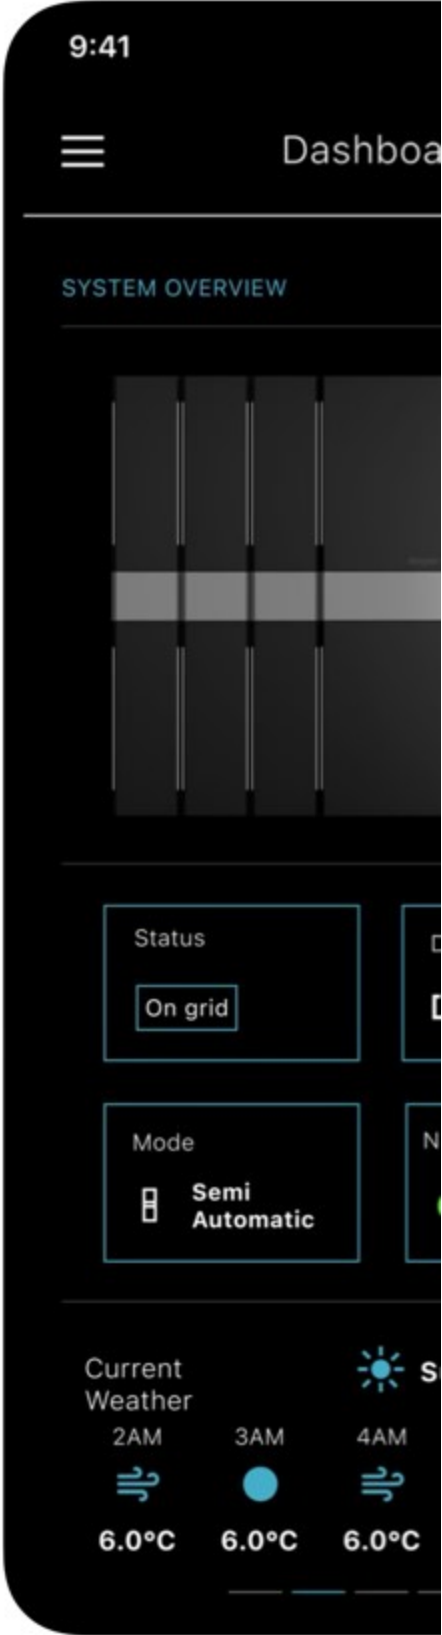 9:41
Dashboa
SYSTEM OVERVIEW
Status
On grid
Mode
N
Semi
Automatic
Current
Weather
2AM 3AM 4AM
6.0°C 6.0°C 6.0°C